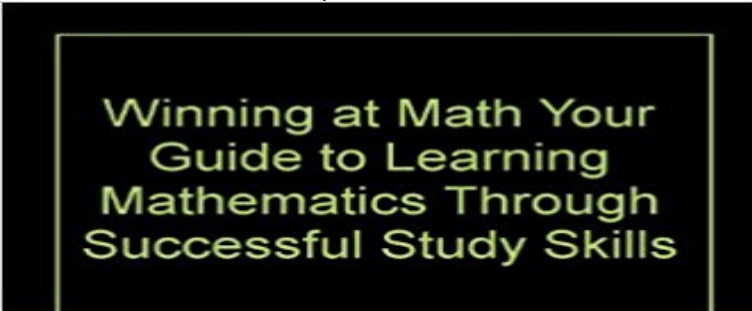 Winning at Math Your
Guide to Learning
Mathematics Through
Successful Study Skills